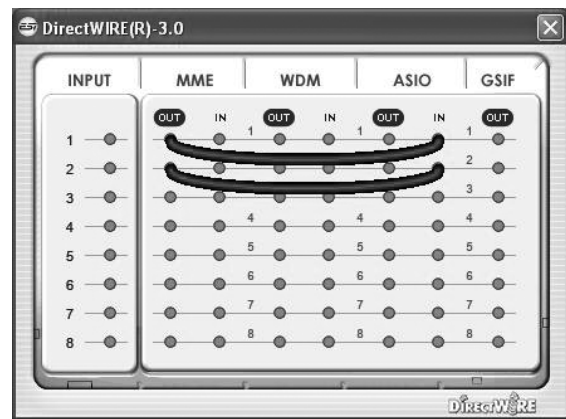 ESI DirectWIRE(R)-3.0
INPUT MME WDM ASIO GSIF
OUT IN OUT IN OUT IN OUT
1 1 1 1
2 2
3 3
4 4 4 4
5 5 5 5
6 6 6 6
7 7 7 7
8 8 8 8
DIRECTWIRE